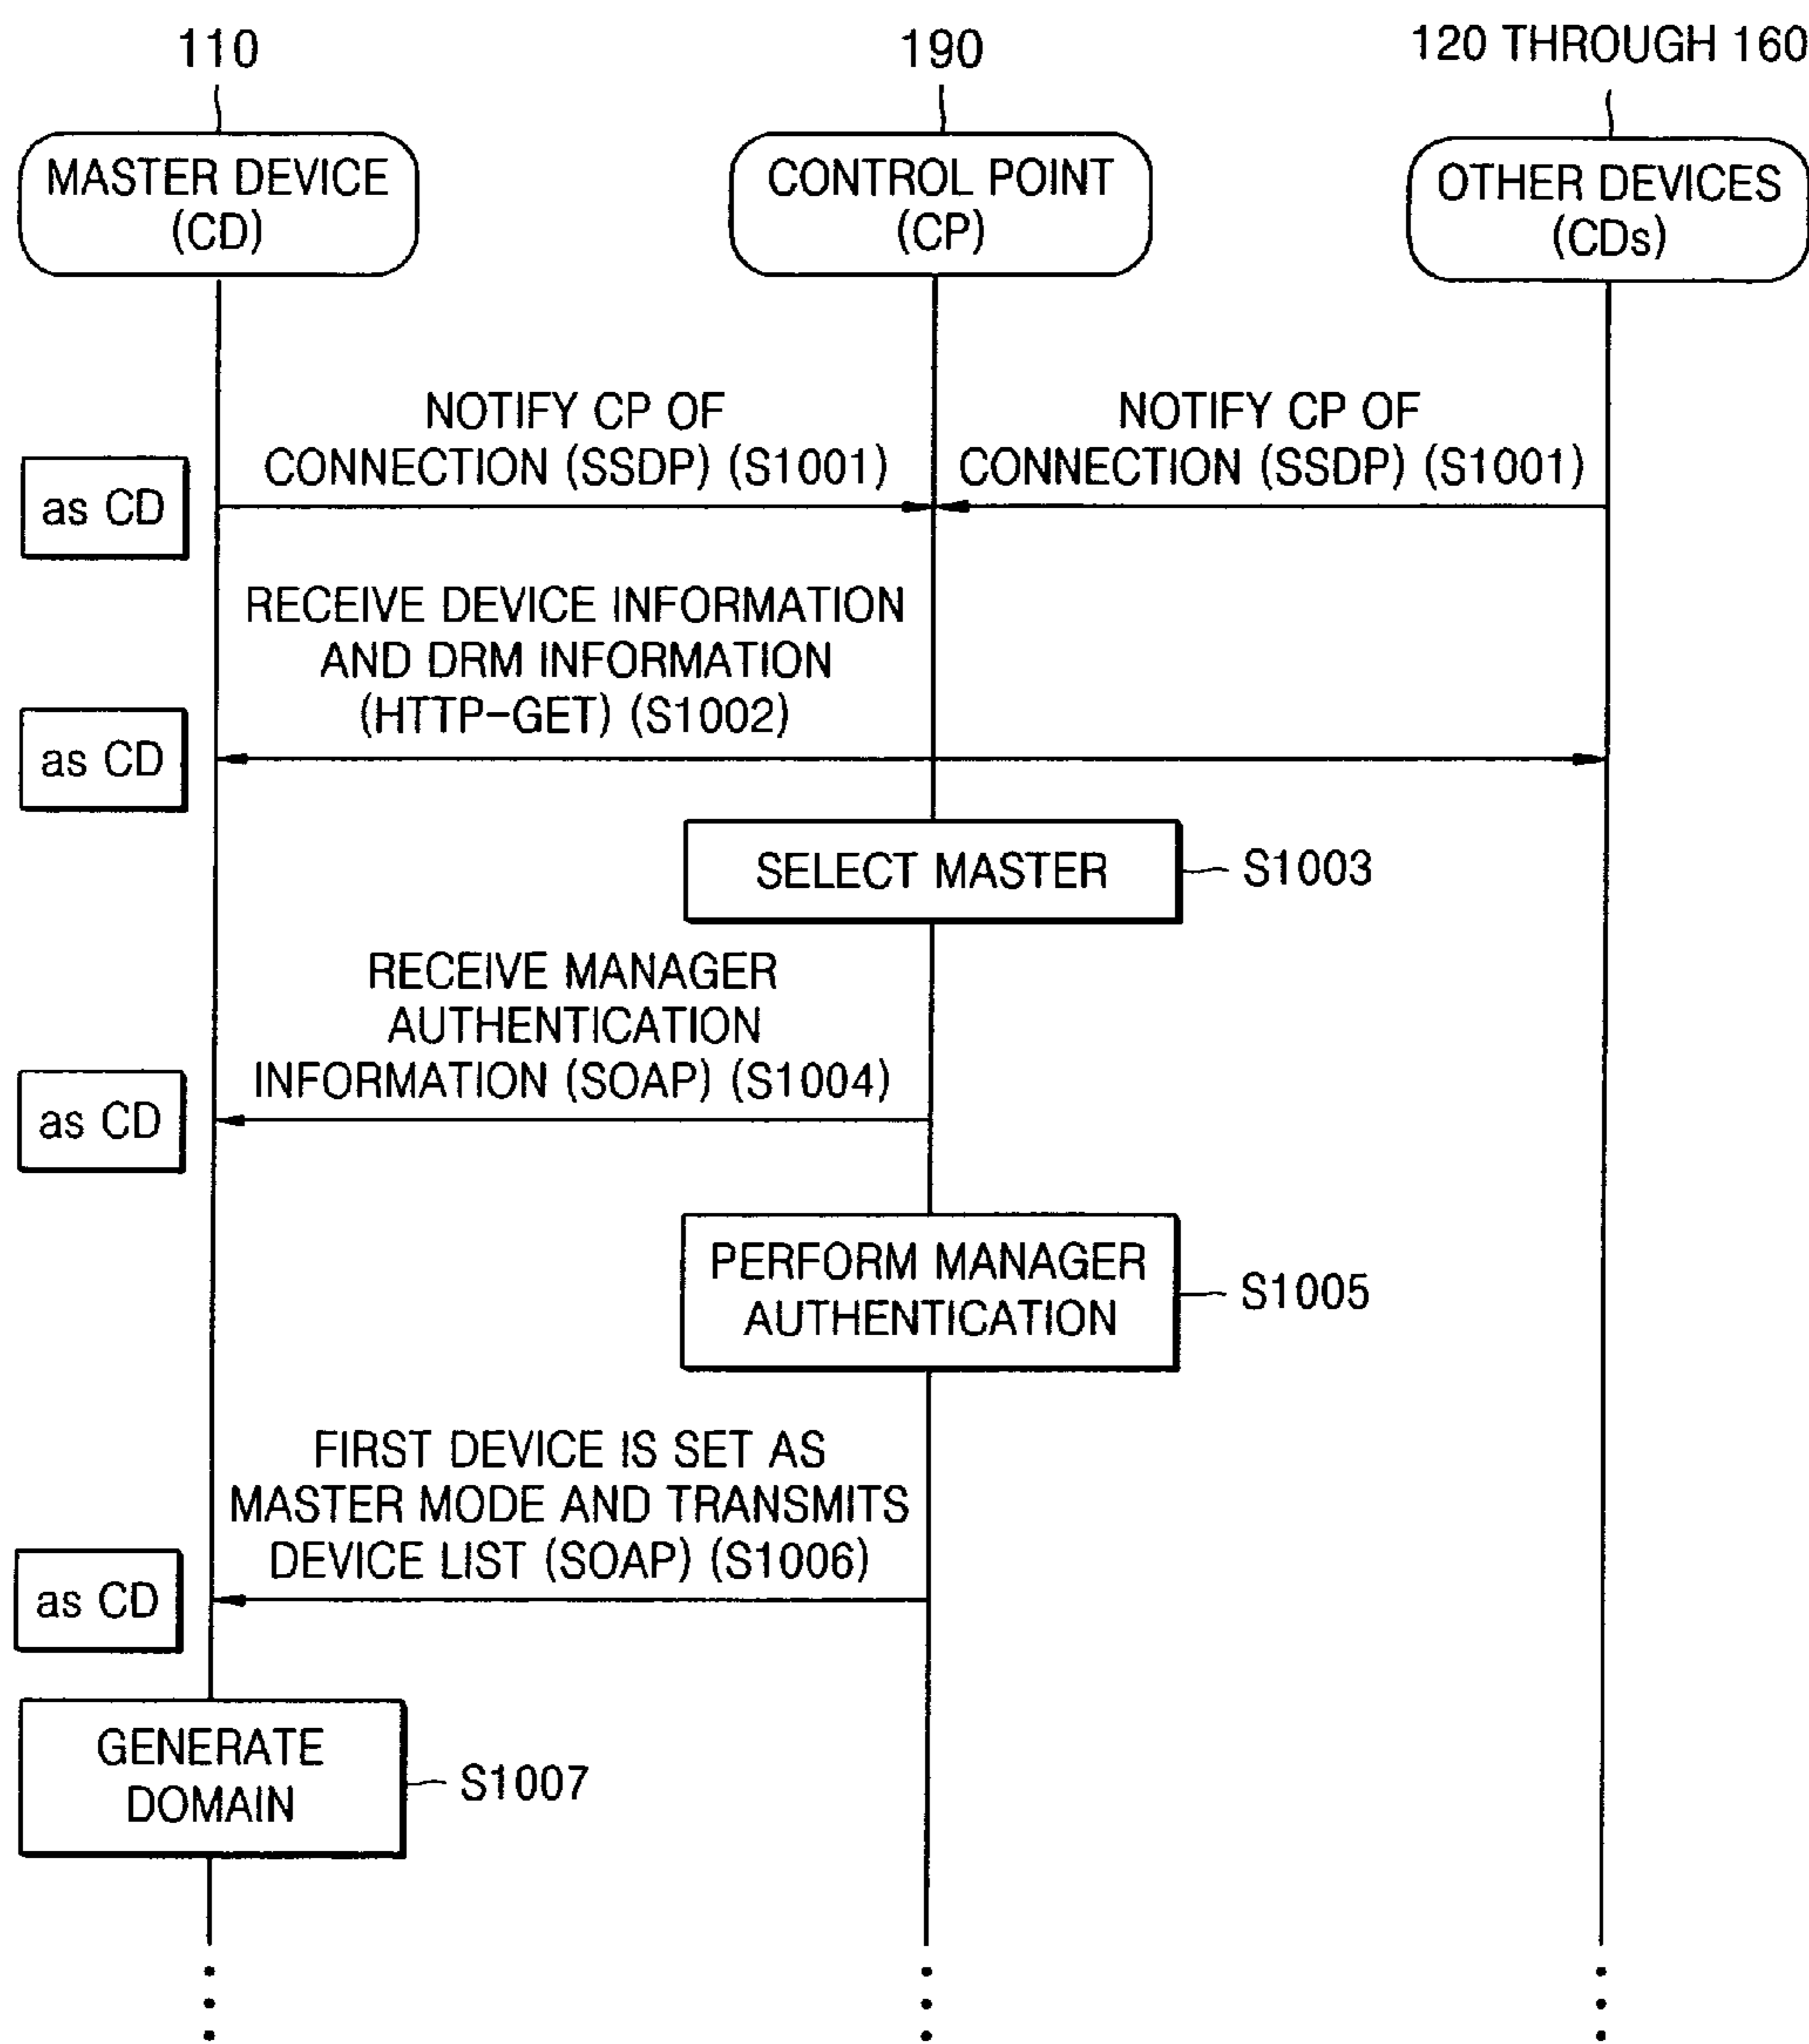 110
190
120 THROUGH 160
MASTER DEVICE
(CD)
CONTROL POINT
(CP)
OTHER DEVICES
(CDs)
NOTIFY CP OF
CONNECTION (SSDP) (S1001)
NOTIFY CP OF
CONNECTION (SSDP) (S1001)
as CD
RECEIVE DEVICE INFORMATION
AND DRM INFORMATION
(HTTP-GET) (S1002)
as CD
SELECT MASTER
S1003
RECEIVE MANAGER
AUTHENTICATION
INFORMATION (SOAP) (S1004)
as CD
PERFORM MANAGER
AUTHENTICATION
S1005
FIRST DEVICE IS SET AS
MASTER MODE AND TRANSMITS
DEVICE LIST (SOAP) (S1006)
as CD
GENERATE
DOMAIN
S1007